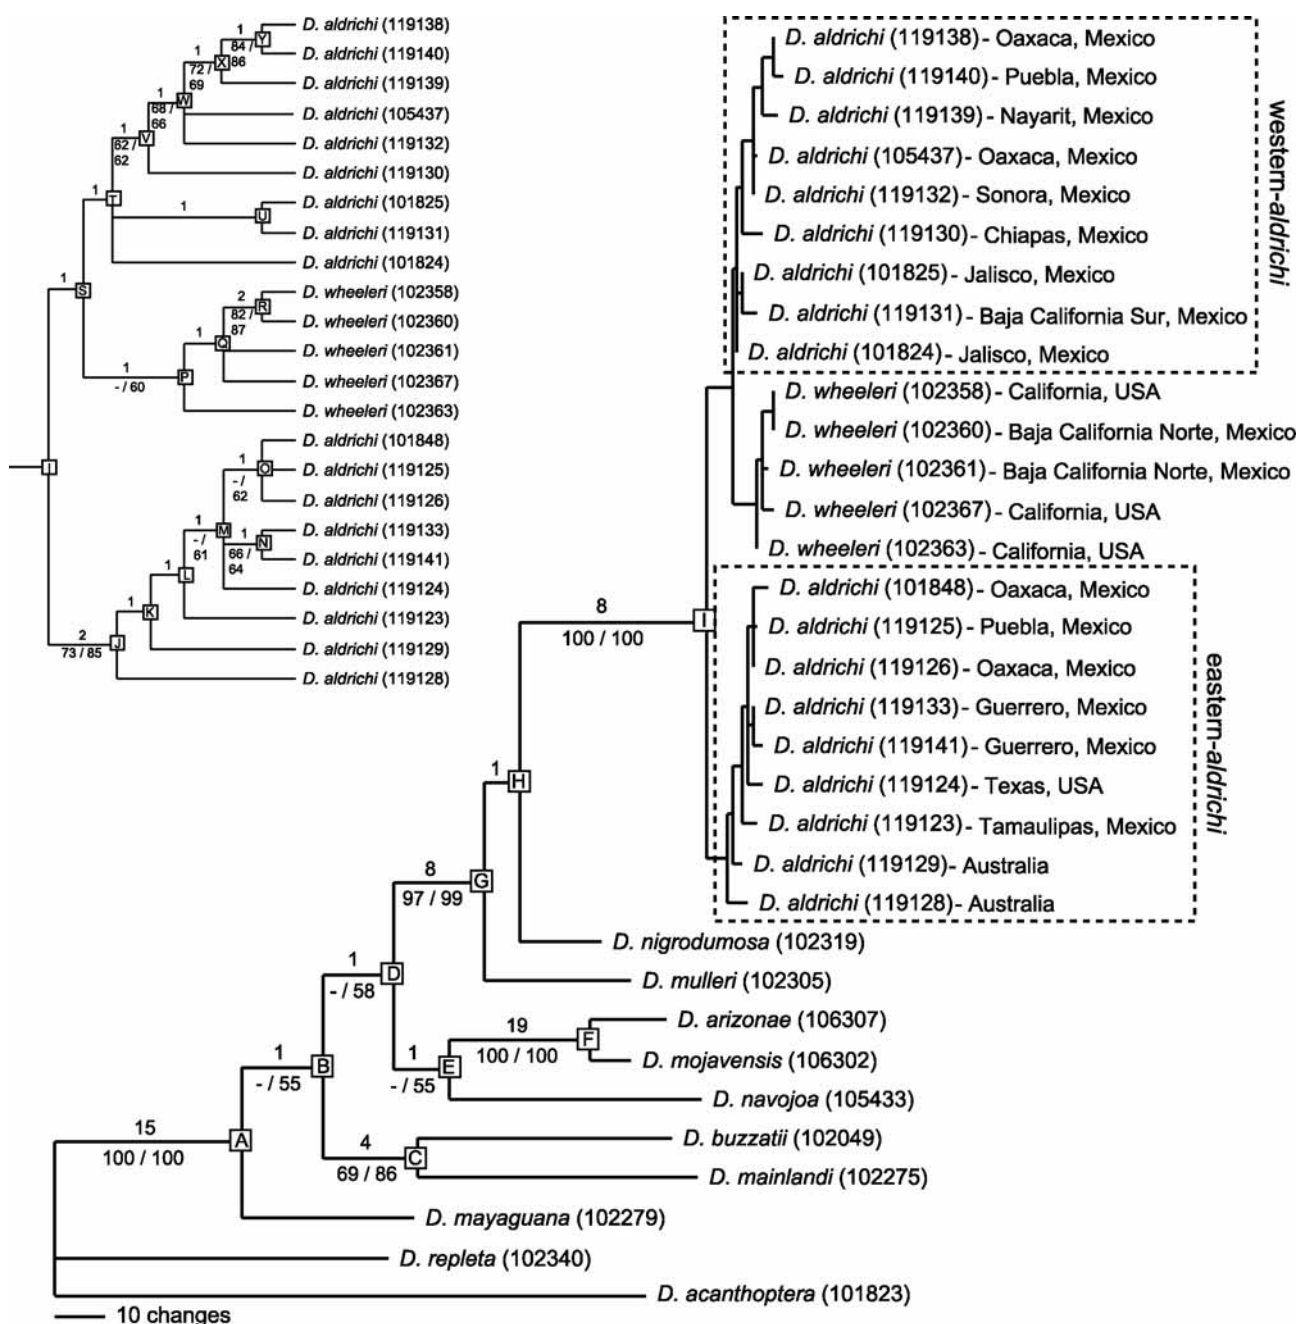 D. aldrichi (119138)
D. aldrichi (119140)
D. aldrichi (119139)
D. aldrichi (105437)
D. aldrichi (119132)
D. aldrichi (119130)
D. aldrichi (101825)
D. aldrichi (119131)
D. aldrichi (101824)
D. wheeleri (102358)
D. wheeleri (102360)
D. wheeleri (102361)
D. wheeleri (102367)
D. wheeleri (102363)
D. aldrichi (101848)
D. aldrichi (119125)
D. aldrichi (119126)
D. aldrichi (119133)
D. aldrichi (119141)
D. aldrichi (119124)
D. aldrichi (119123)
D. aldrichi (119129)
D. aldrichi (119128)
1
84 /
86
Y
1
72 /
69
X
1
68 /
66
W
1
62 /
62
V
1
T
1
U
1
S
2
82 /
87
R
1
Q
1
- / 60
P
I
1
- /
62
O
1
- /
61
M
1
66 /
64
N
1
L
1
K
2
73 / 85
J
D. aldrichi (119138) - Oaxaca, Mexico
D. aldrichi (119140) - Puebla, Mexico
D. aldrichi (119139) - Nayarit, Mexico
D. aldrichi (105437) - Oaxaca, Mexico
D. aldrichi (119132) - Sonora, Mexico
D. aldrichi (119130) - Chiapas, Mexico
D. aldrichi (101825) - Jalisco, Mexico
D. aldrichi (119131) - Baja California Sur, Mexico
D. aldrichi (101824) - Jalisco, Mexico
western-aldrichi
D. wheeleri (102358) - California, USA
D. wheeleri (102360) - Baja California Norte, Mexico
D. wheeleri (102361) - Baja California Norte, Mexico
D. wheeleri (102367) - California, USA
D. wheeleri (102363) - California, USA
D. aldrichi (101848) - Oaxaca, Mexico
D. aldrichi (119125) - Puebla, Mexico
D. aldrichi (119126) - Oaxaca, Mexico
D. aldrichi (119133) - Guerrero, Mexico
D. aldrichi (119141) - Guerrero, Mexico
D. aldrichi (119124) - Texas, USA
D. aldrichi (119123) - Tamaulipas, Mexico
D. aldrichi (119129) - Australia
D. aldrichi (119128) - Australia
eastern-aldrichi
8
100 / 100
I
1
H
8
97 / 99
G
D. nigrodumosa (102319)
D. mulleri (102305)
1
- / 58
D
D. arizonae (106307)
19
100 / 100
F
D. mojavensis (106302)
1
- / 55
B
1
- / 55
E
D. navojoa (105433)
15
100 / 100
A
D. buzzatii (102049)
4
69 / 86
C
D. mainlandi (102275)
D. mayaguana (102279)
D. repleta (102340)
D. acanthoptera (101823)
10 changes